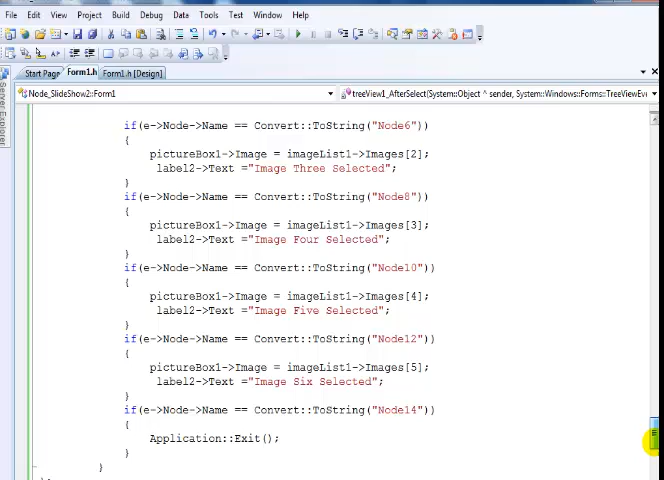 File Edit View Project Build Debug Data Tools Test Window Help
Start Page Form1.h Form1.h [Design]
Node_SlideShow2::Form1 treeView1_AfterSelect(System::Object ^ sender, System::Windows::Forms::TreeViewEve
Server Explorer
if(e->Node->Name == Convert::ToString("Node6"))
{
pictureBox1->Image = imageList1->Images[2];
label2->Text ="Image Three Selected";
}
if(e->Node->Name == Convert::ToString("Node8"))
{
pictureBox1->Image = imageList1->Images[3];
label2->Text ="Image Four Selected";
}
if(e->Node->Name == Convert::ToString("Node10"))
{
pictureBox1->Image = imageList1->Images[4];
label2->Text ="Image Five Selected";
}
if(e->Node->Name == Convert::ToString("Node12"))
{
pictureBox1->Image = imageList1->Images[5];
label2->Text ="Image Six Selected";
}
if(e->Node->Name == Convert::ToString("Node14"))
{
Application::Exit();
}
}